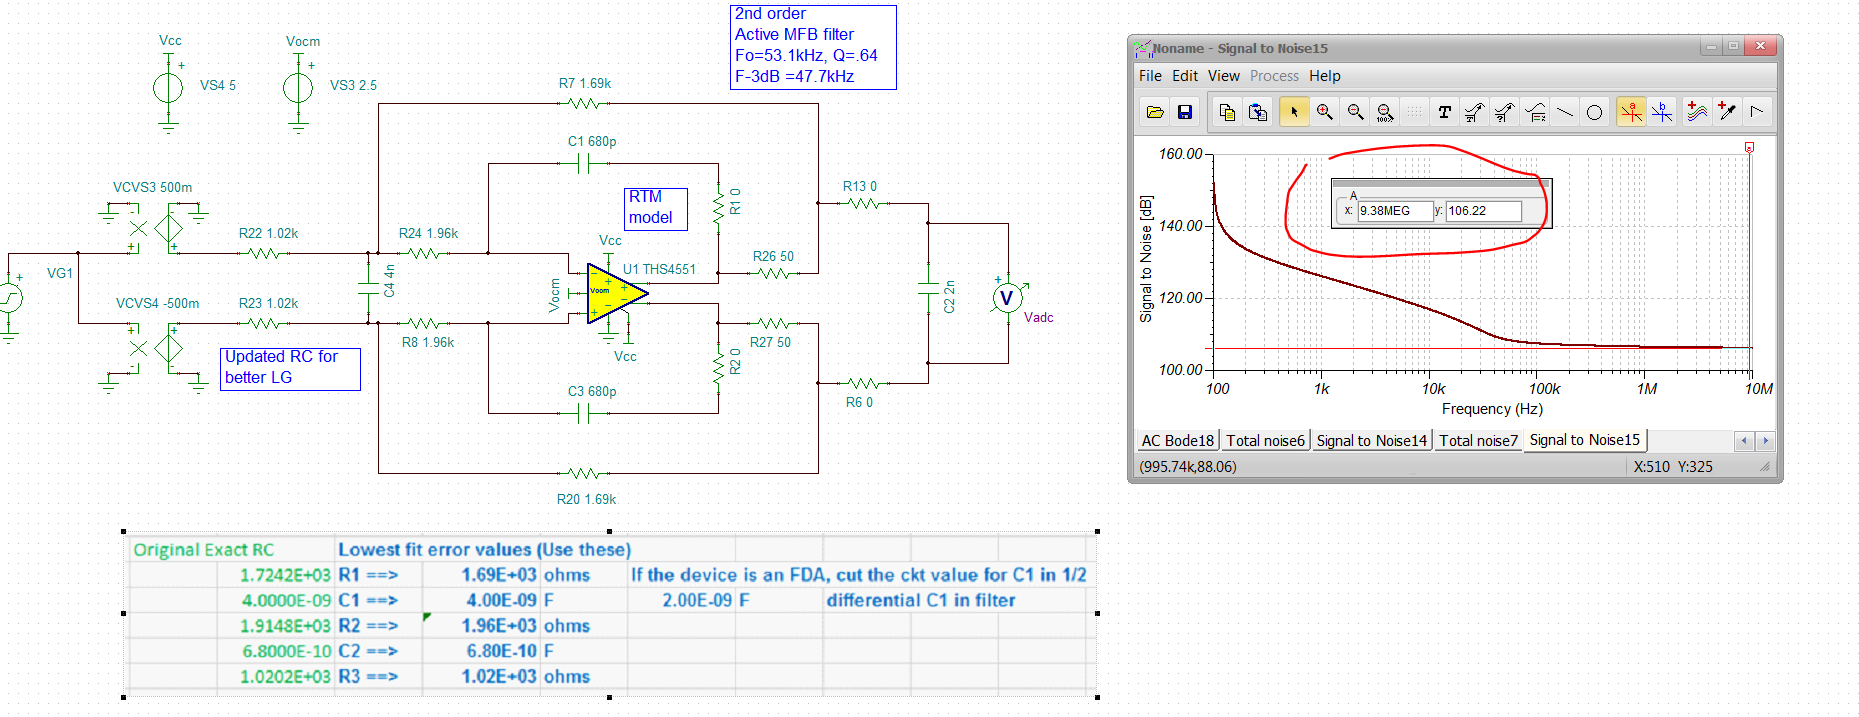 2nd order
Active MFB filter
Fo=53.1kHz, Q=.64
F-3dB =47.7kHz
Vcc
VS4 5
Vocm
VS3 2.5
R7 1.69k
C1 680p
VCVS3 500m
RTM
model
R1 0
R13 0
R22 1.02k
R24 1.96k
Vcc
VG1
C4 4n
U1 THS4551
R26 50
Vocm
Vocm
C2 2n
V
Vadc
VCVS4 -500m
R23 1.02k
R8 1.96k
Vcc
R27 50
R2 0
Updated RC for
better LG
C3 680p
R6 0
R20 1.69k
Original Exact RC Lowest fit error values (Use these)
1.7242E+03 R1 ==> 1.69E+03 ohms If the device is an FDA, cut the ckt value for C1 in 1/2
4.0000E-09 C1 ==> 4.00E-09 F 2.00E-09 F differential C1 in filter
1.9148E+03 R2 ==> 1.96E+03 ohms
6.8000E-10 C2 ==> 6.80E-10 F
1.0202E+03 R3 ==> 1.02E+03 ohms
Noname - Signal to Noise15
File Edit View Process Help
100%
T
a
b
160.00
140.00
120.00
100.00
Signal to Noise [dB]
A
x: 9.38MEG y: 106.22
a
100 1k 10k 100k 1M 10M
Frequency (Hz)
AC Bode18 Total noise6 Signal to Noise14 Total noise7 Signal to Noise15
(995.74k,88.06) X:510 Y:325